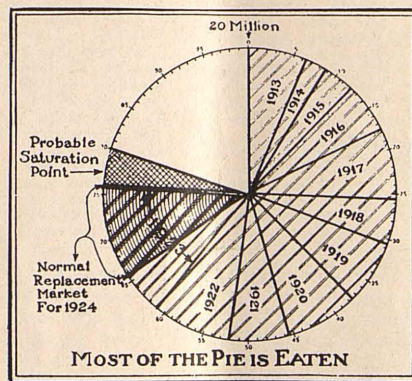 20 Million
0
1913
1914
1915
1916
1917
1918
1919
1920
1921
1922
Probable
Saturation
Point
Normal
Replacement
Market
For 1924
MOST OF THE PIE IS EATEN